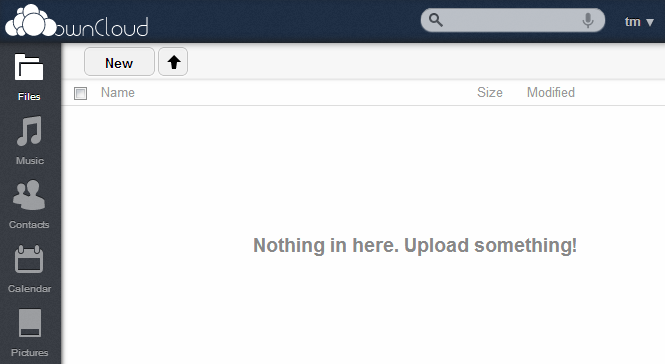 ownCloud
tm ▼
New
Files
Name Size Modified
Music
Contacts
Nothing in here. Upload something!
Calendar
Pictures